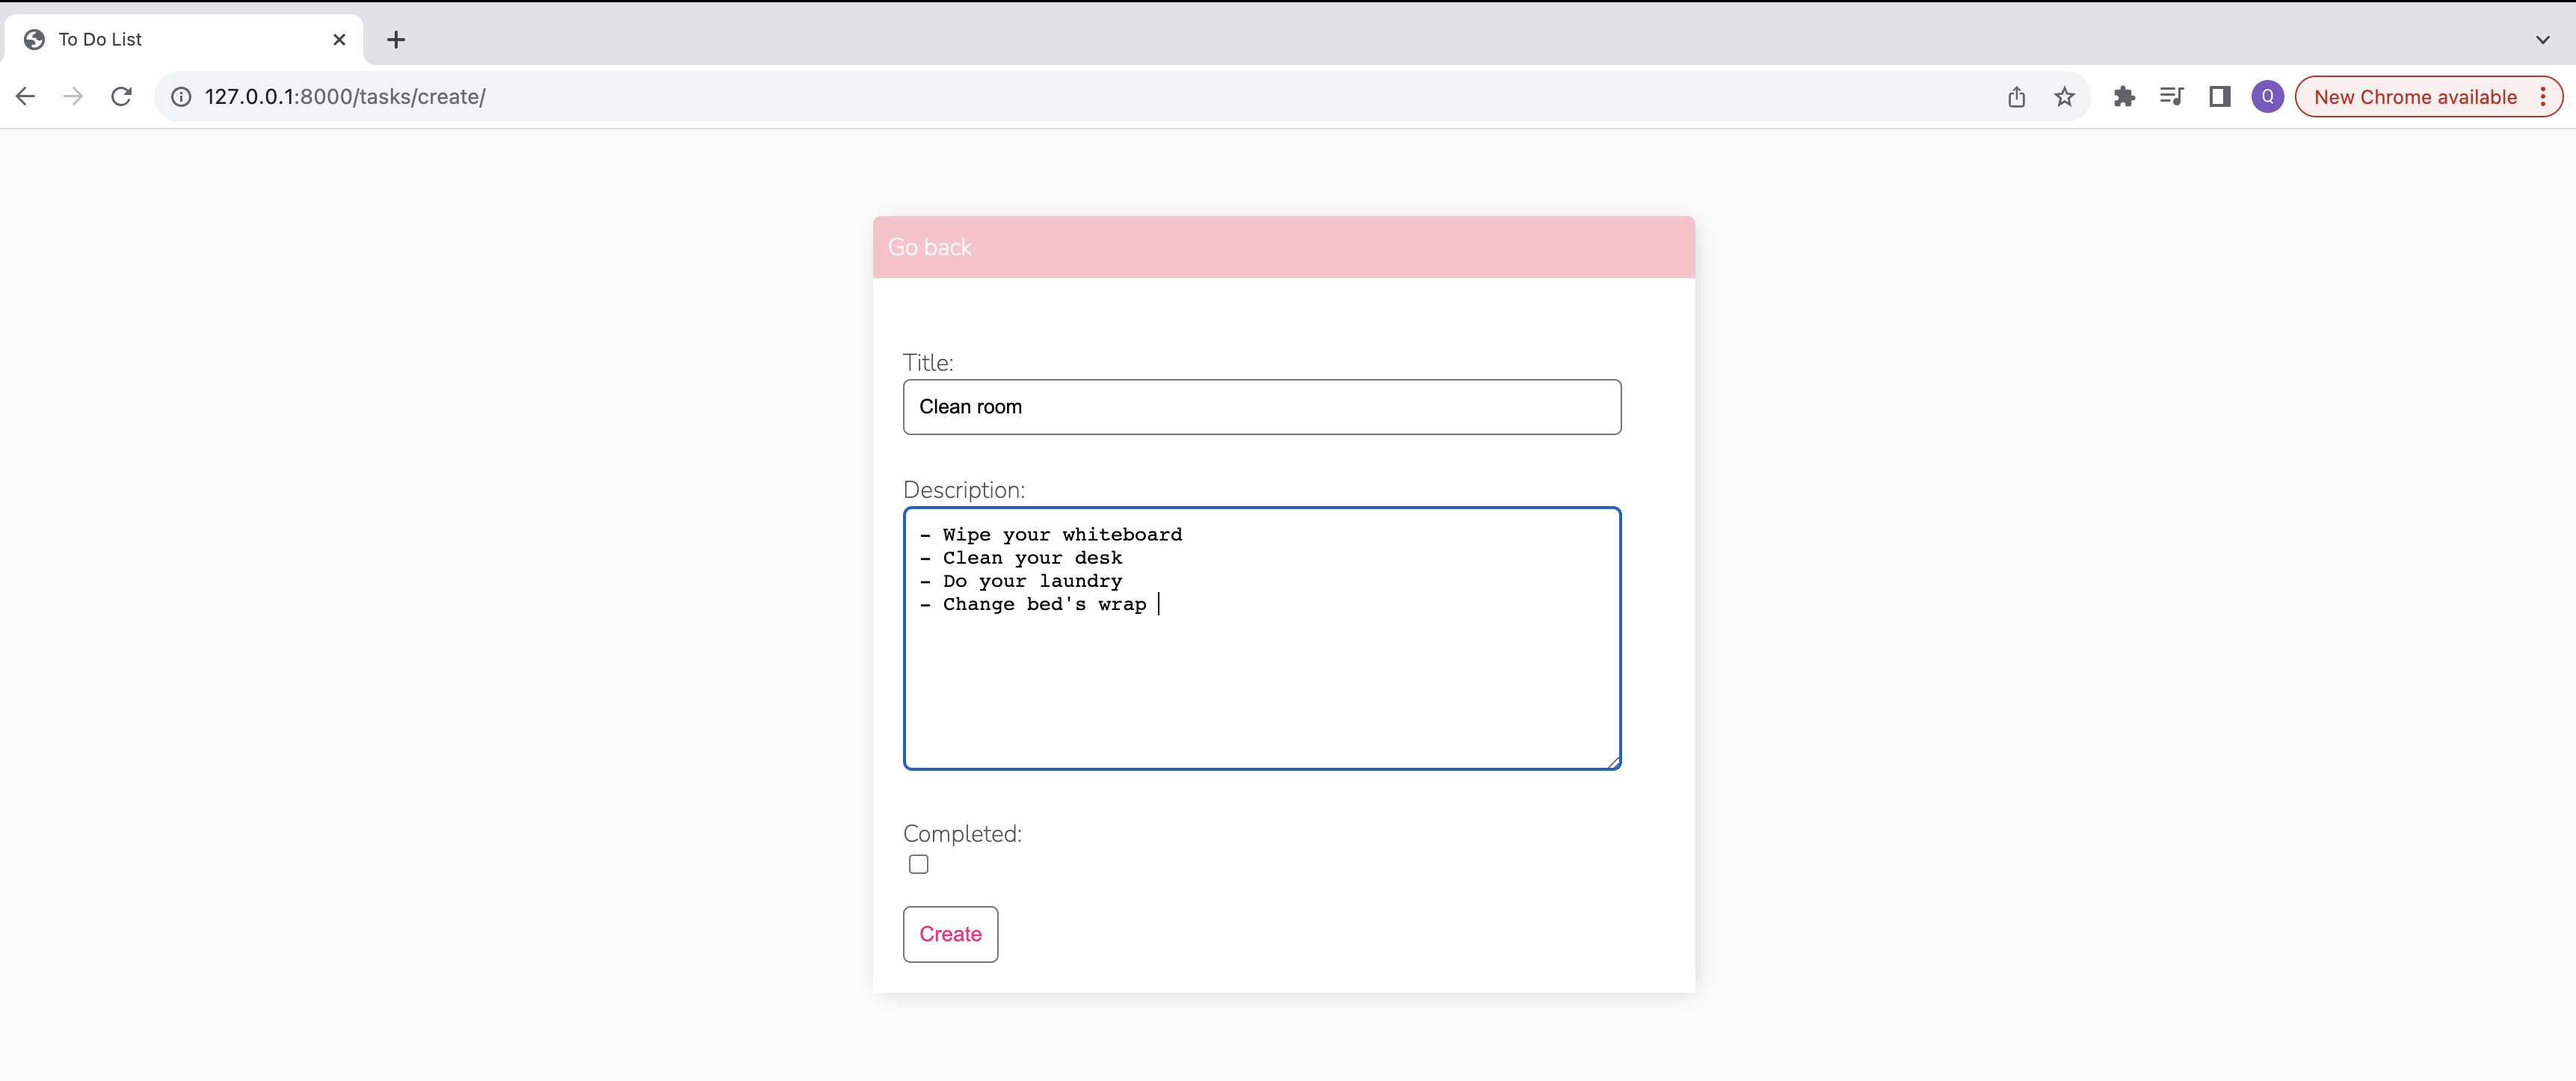 To Do List
127.0.0.1:8000/tasks/create/
Q
New Chrome available
Go back
Title:
Clean room
Description:
- Wipe your whiteboard
- Clean your desk
- Do your laundry
- Change bed's wrap
Completed:
Create